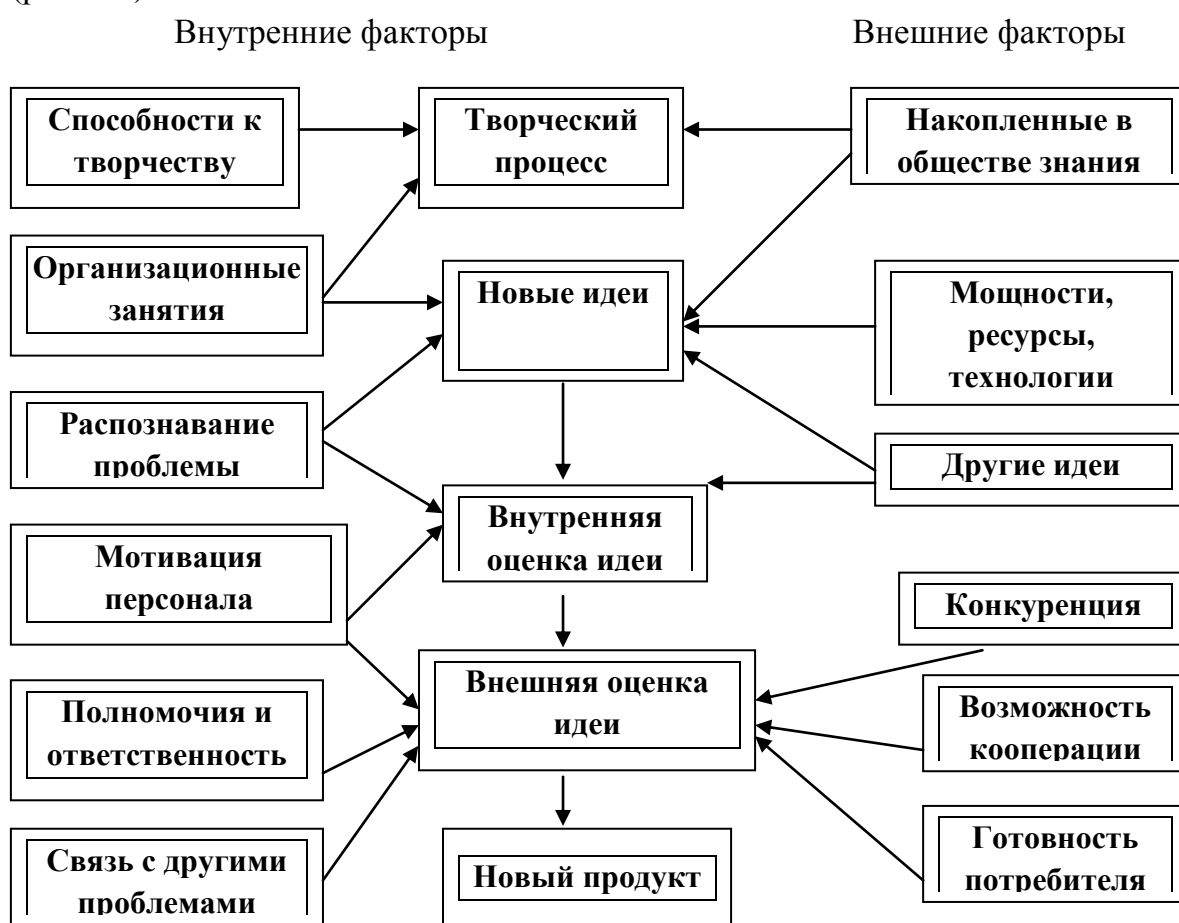 Внутренние факторы
Внешние факторы
Способности к
творчеству
Творческий
процесс
Накопленные в
обществе знания
Организационные
занятия
Новые идеи
Мощности,
ресурсы,
технологии
Распознавание
проблемы
Другие идеи
Внутренняя
оценка идеи
Мотивация
персонала
Конкуренция
Внешняя оценка
идеи
Полномочия и
ответственность
Возможность
кооперации
Связь с другими
проблемами
Новый продукт
Готовность
потребителя